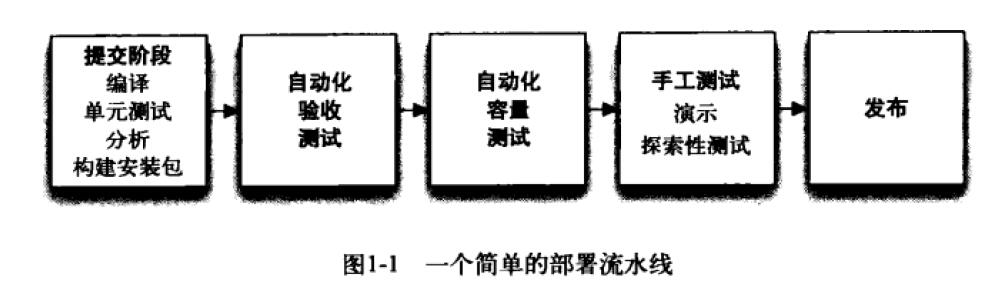 提交阶段
编译
单元测试
分析
构建安装包
自动化
验收
测试
自动化
容量
测试
手工测试
演示
探索性测试
发布
图1-1 一个简单的部署流水线